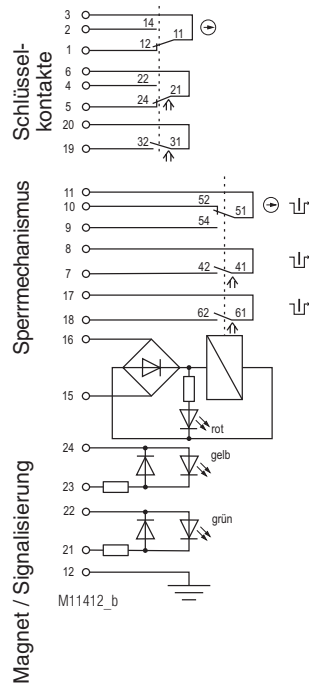 Schlüssel-
kontakte
3
2 14
11
1 12
6
4 22
21
5 24
20
19 32 31
Sperrmechanismus
11
10 52
51
9 54
8
7 42 41
17
18 62 61
16
15
rot
Magnet / Signalisierung
24
gelb
23
22
grün
21
12
M11412_b